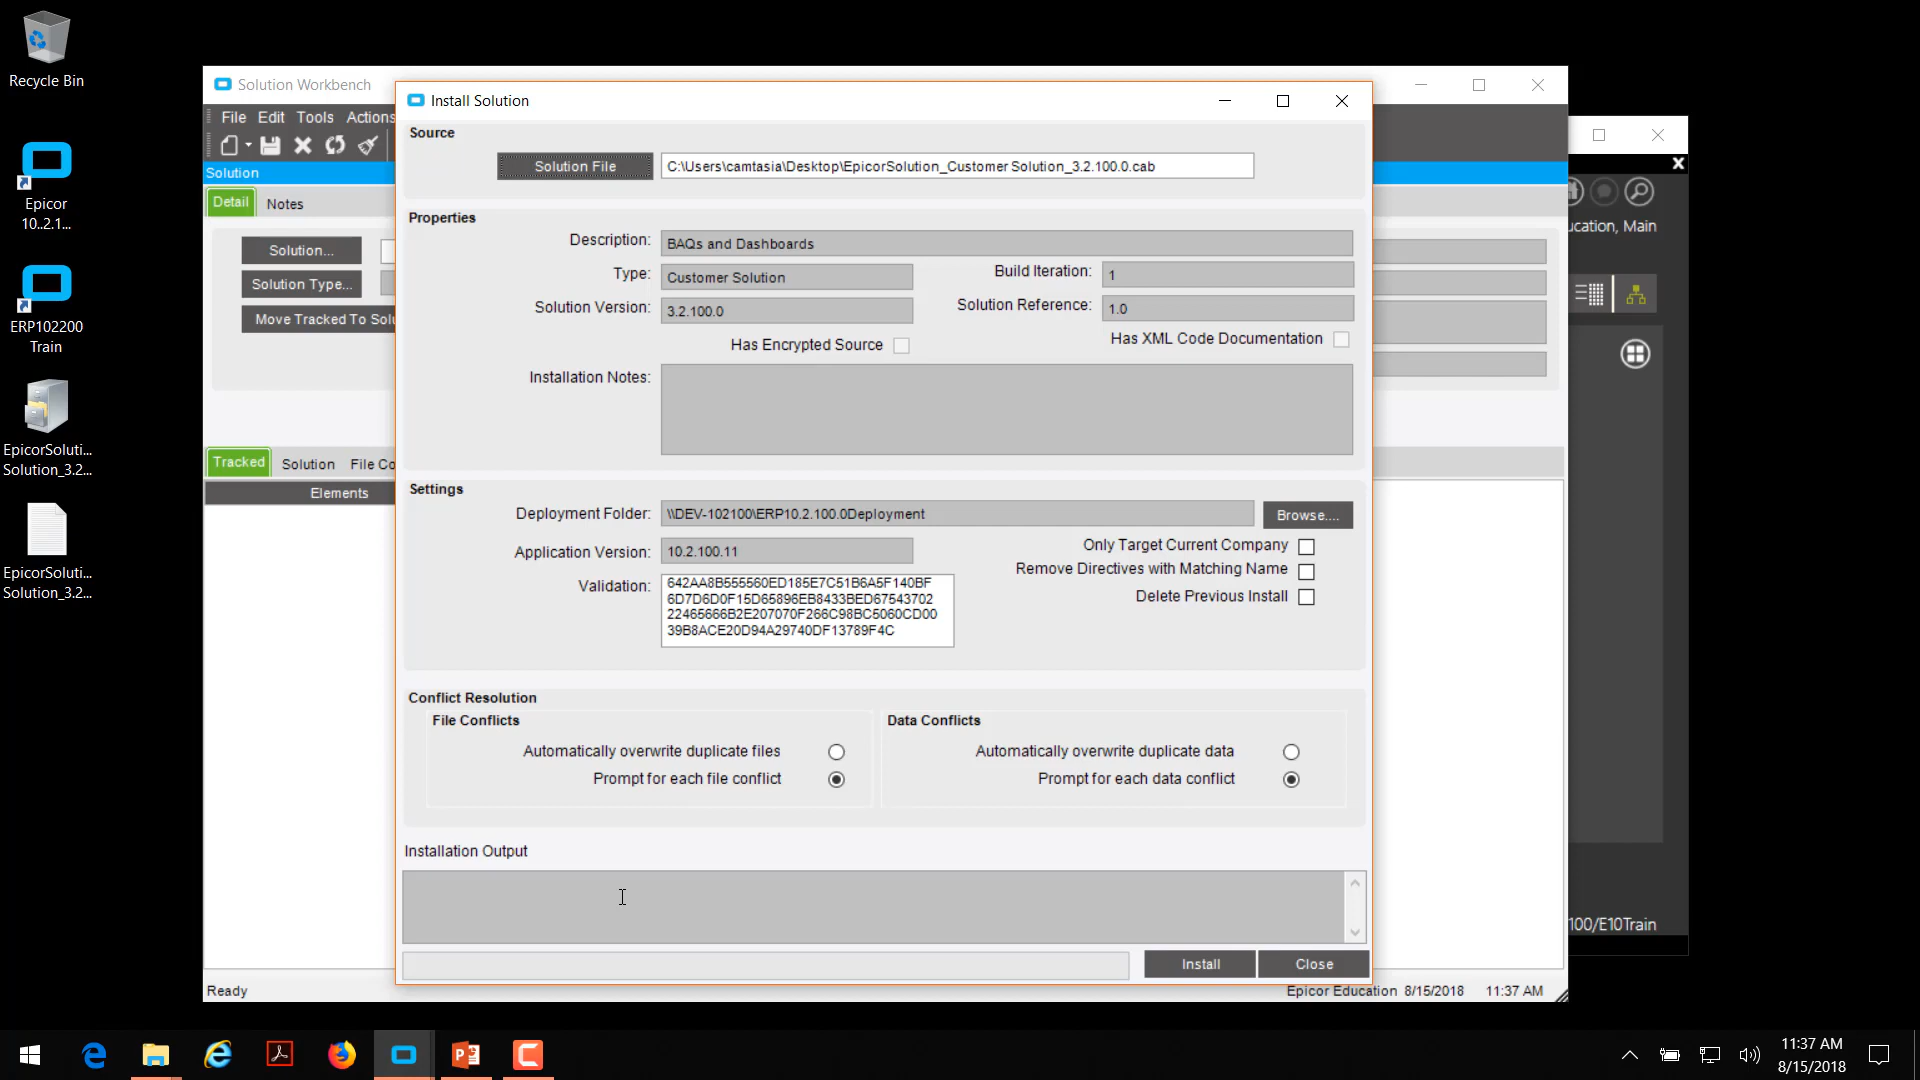 Recycle Bin
Epicor
10..2.1...
ERP102200
Train
EpicorSoluti...
Solution_3.2...
EpicorSoluti...
Solution_3.2...
Solution Workbench
File Edit Tools Actions
Solution
Detail Notes
Solution...
Solution Type...
Move Tracked To Solu
Tracked Solution File Co
Elements
Ready
Install Solution
Source
Solution File C:\Users\camtasia\Desktop\EpicorSolution_Customer Solution_3.2.100.0.cab
Properties
Description: BAQs and Dashboards
Type: Customer Solution Build Iteration: 1
Solution Version: 3.2.100.0 Solution Reference: 1.0
Has Encrypted Source Has XML Code Documentation
Installation Notes:
Settings
Deployment Folder: \\DEV-102100\ERP10.2.100.0Deployment Browse....
Application Version: 10.2.100.11 Only Target Current Company
Remove Directives with Matching Name
Validation: 642AA8B555560ED185E7C51B6A5F140BF Delete Previous Install
6D7D6D0F15D65896EB8433BED67543702
22465666B2E207070F266C98BC5060CD00
39B8ACE20D94A29740DF13789F4C
Conflict Resolution
File Conflicts Data Conflicts
Automatically overwrite duplicate files Automatically overwrite duplicate data
Prompt for each file conflict Prompt for each data conflict
Installation Output
Install Close
Epicor Education 8/15/2018 11:37 AM
ucation, Main
100/E10Train
11:37 AM
8/15/2018